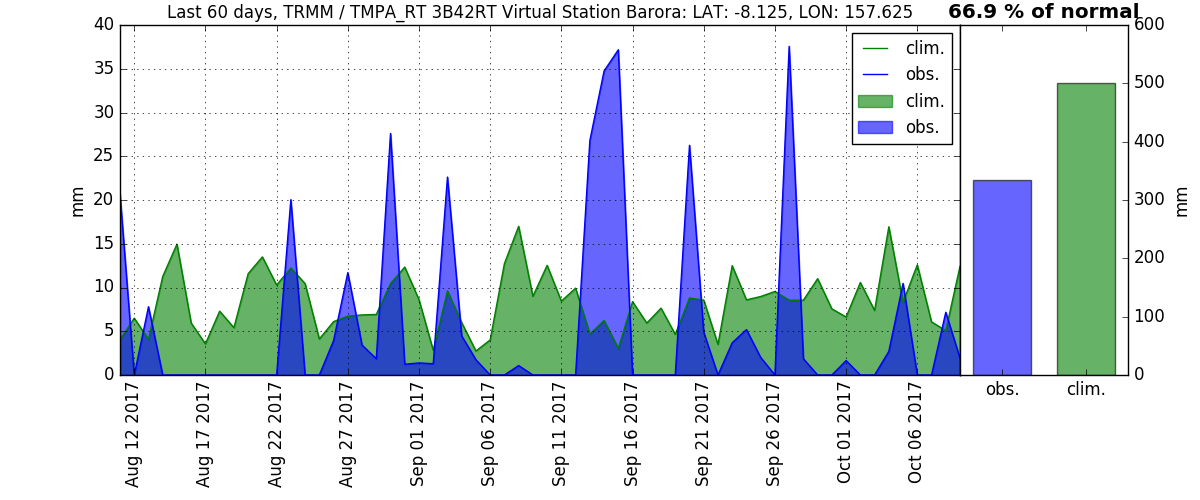 Last 60 days, TRMM / TMPA_RT 3B42RT Virtual Station Barora: LAT: -8.125, LON: 157.625
66.9 % of normal
40
35
30
25
20
15
10
5
0
mm
clim.
obs.
clim.
obs.
600
500
400
300
200
100
0
mm
obs.
clim.
Aug 12 2017
Aug 17 2017
Aug 22 2017
Aug 27 2017
Sep 01 2017
Sep 06 2017
Sep 11 2017
Sep 16 2017
Sep 21 2017
Sep 26 2017
Oct 01 2017
Oct 06 2017